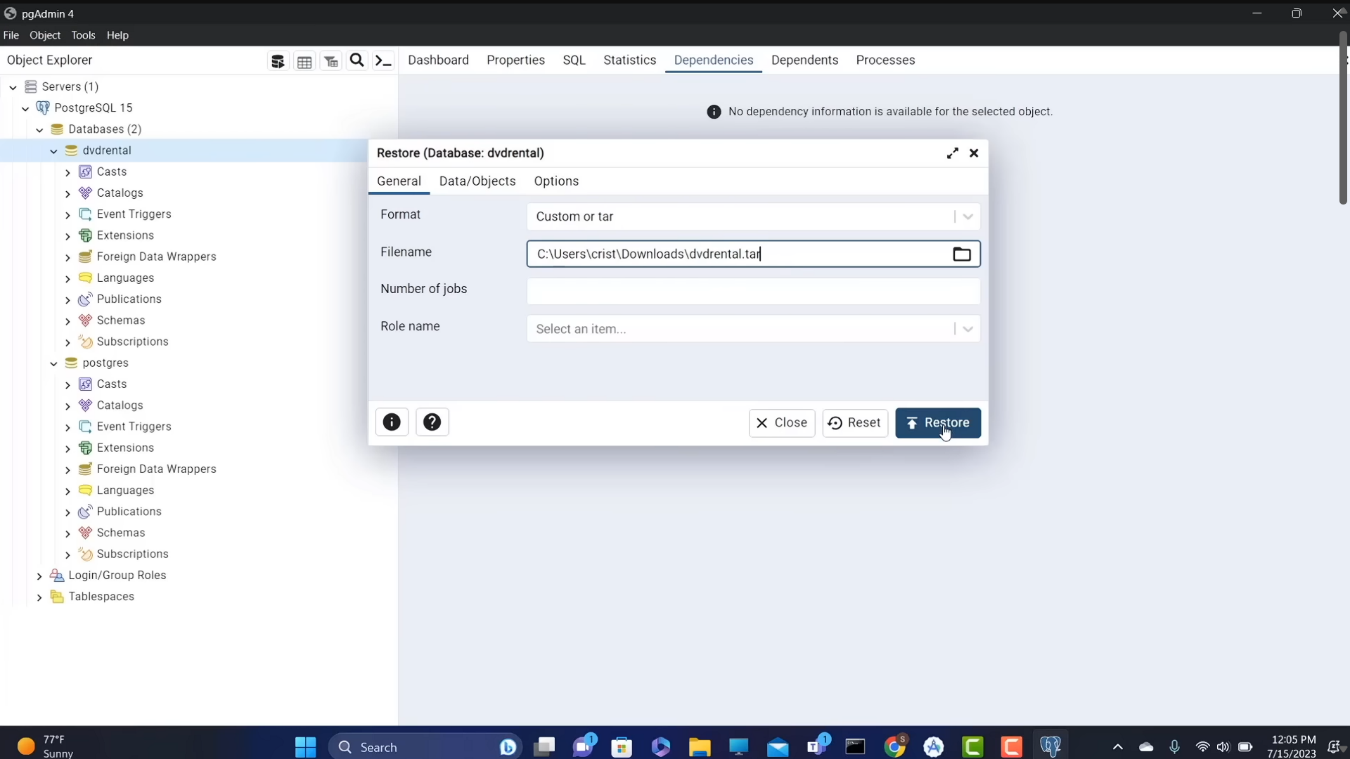 pgAdmin 4
File Object Tools Help
Object Explorer
Dashboard Properties SQL Statistics Dependencies Dependents Processes
Servers (1)
PostgreSQL 15
Databases (2)
dvdrental
Casts
Catalogs
Event Triggers
Extensions
Foreign Data Wrappers
Languages
Publications
Schemas
Subscriptions
postgres
Casts
Catalogs
Event Triggers
Extensions
Foreign Data Wrappers
Languages
Publications
Schemas
Subscriptions
Login/Group Roles
Tablespaces
No dependency information is available for the selected object.
Restore (Database: dvdrental)
General Data/Objects Options
Format Custom or tar
Filename C:\Users\crist\Downloads\dvdrental.tar
Number of jobs
Role name Select an item...
Close Reset Restore
77°F
Sunny
Search
1
1
S
12:05 PM
7/15/2023